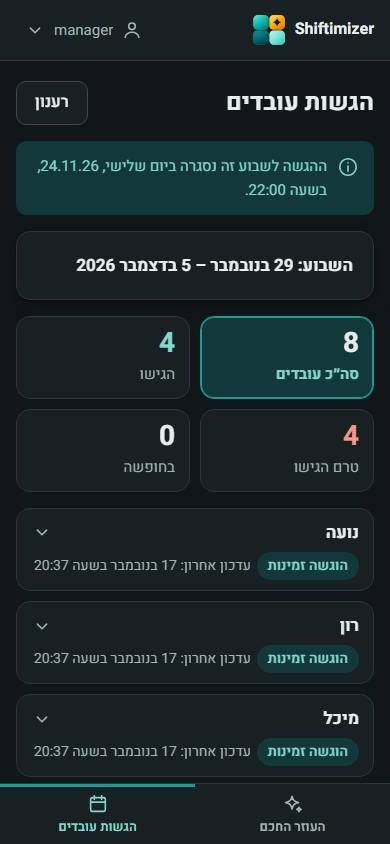 Shiftimizer
manager
הגשות עובדים
רענון
ההגשה לשבוע זה נסגרה ביום שלישי, 24.11.26,
בשעה 22:00.
השבוע: 29 בנובמבר – 5 בדצמבר 2026
8
סה"כ עובדים
4
הגישו
4
טרם הגישו
0
בחופשה
נועה
הוגשה זמינות
עדכון אחרון: 17 בנובמבר בשעה 20:37
רון
הוגשה זמינות
עדכון אחרון: 17 בנובמבר בשעה 20:37
מיכל
הוגשה זמינות
עדכון אחרון: 17 בנובמבר בשעה 20:37
העוזר החכם
הגשות עובדים